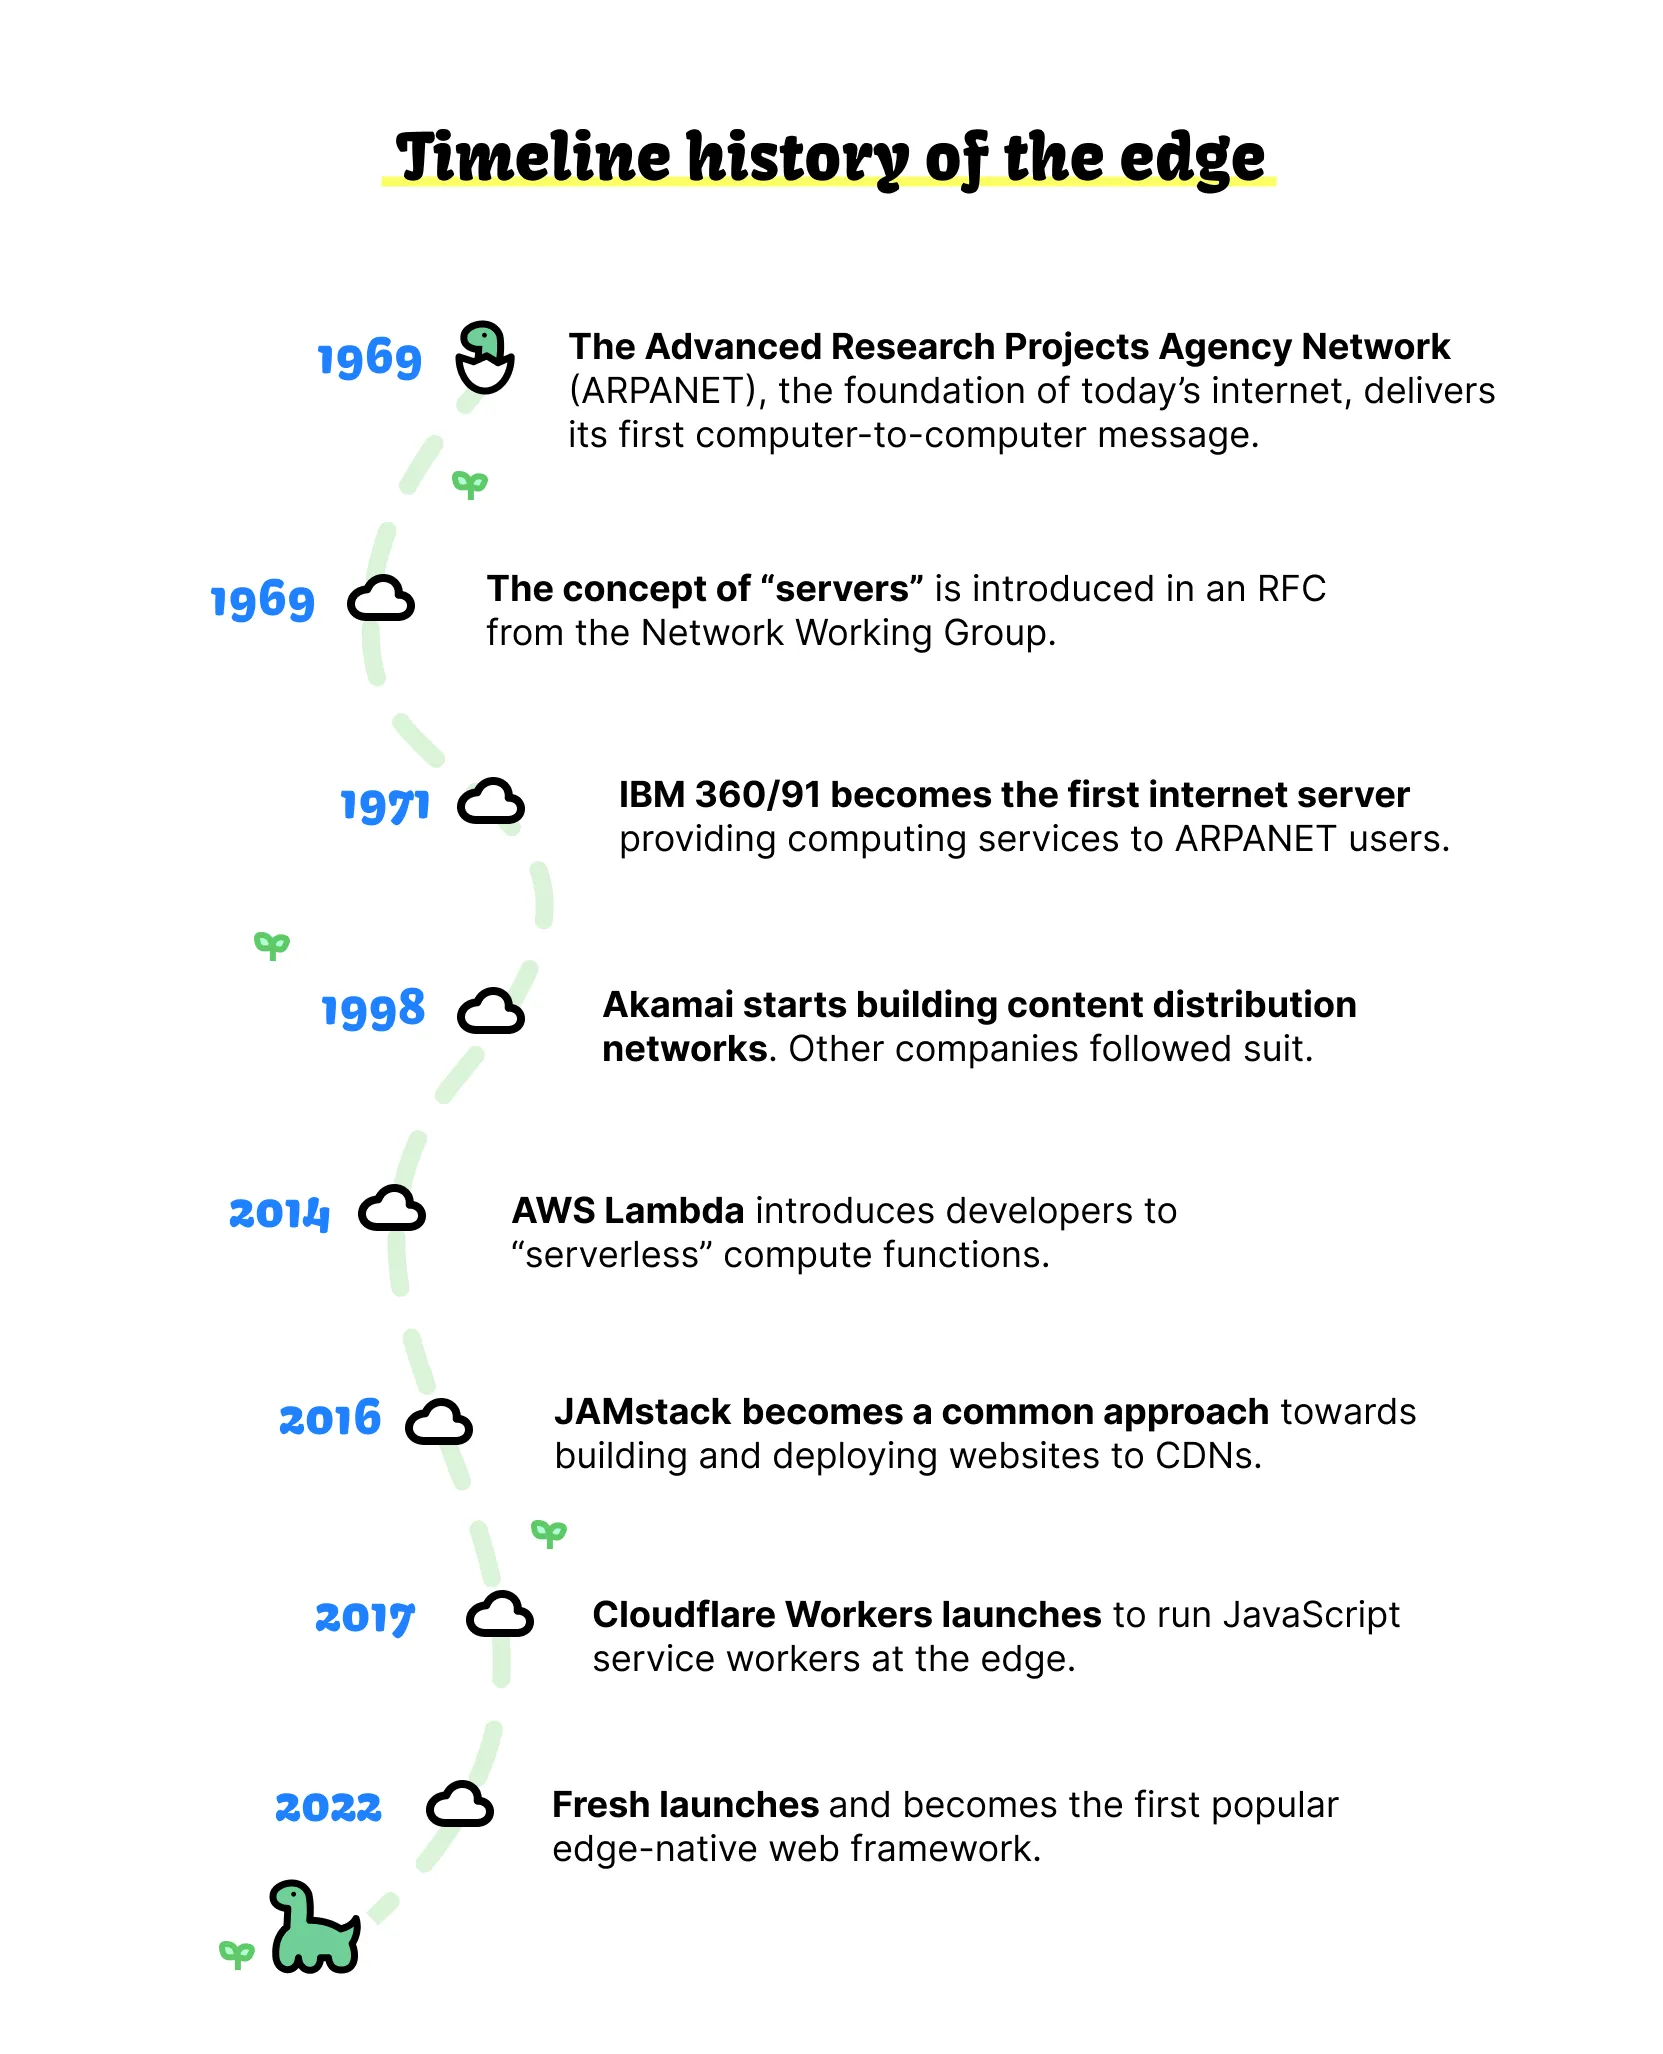 Timeline history of the edge
1969
The Advanced Research Projects Agency Network
(ARPANET), the foundation of today’s internet, delivers
its first computer-to-computer message.
1969
The concept of “servers” is introduced in an RFC
from the Network Working Group.
1971
IBM 360/91 becomes the first internet server
providing computing services to ARPANET users.
1998
Akamai starts building content distribution
networks. Other companies followed suit.
2014
AWS Lambda introduces developers to
“serverless” compute functions.
2016
JAMstack becomes a common approach towards
building and deploying websites to CDNs.
2017
Cloudflare Workers launches to run JavaScript
service workers at the edge.
2022
Fresh launches and becomes the first popular
edge-native web framework.